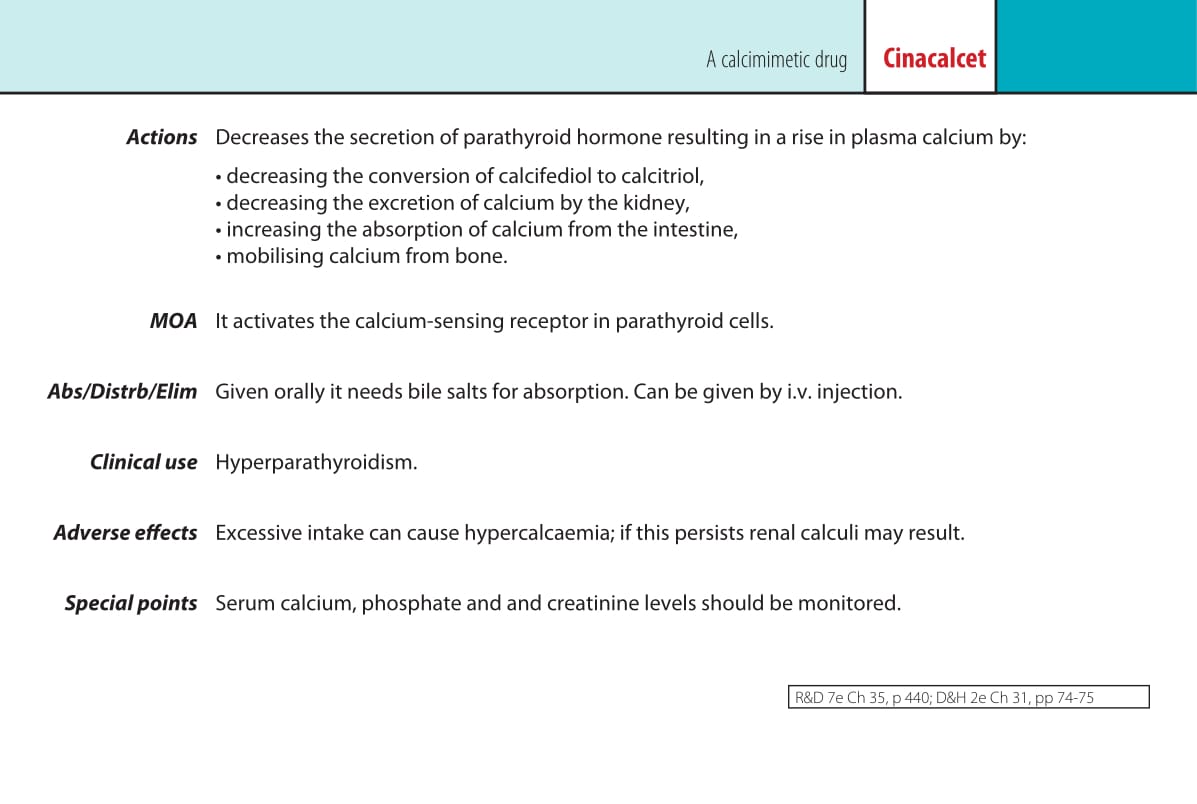 A calcimimetic drug Cinacalcet
Actions Decreases the secretion of parathyroid hormone resulting in a rise in plasma calcium by:
• decreasing the conversion of calcifediol to calcitriol,
• decreasing the excretion of calcium by the kidney,
• increasing the absorption of calcium from the intestine,
• mobilising calcium from bone.
MOA It activates the calcium-sensing receptor in parathyroid cells.
Abs/Distrb/Elim Given orally it needs bile salts for absorption. Can be given by i.v. injection.
Clinical use Hyperparathyroidism.
Adverse effects Excessive intake can cause hypercalcaemia; if this persists renal calculi may result.
Special points Serum calcium, phosphate and and creatinine levels should be monitored.
R&D 7e Ch 35, p 440; D&H 2e Ch 31, pp 74-75